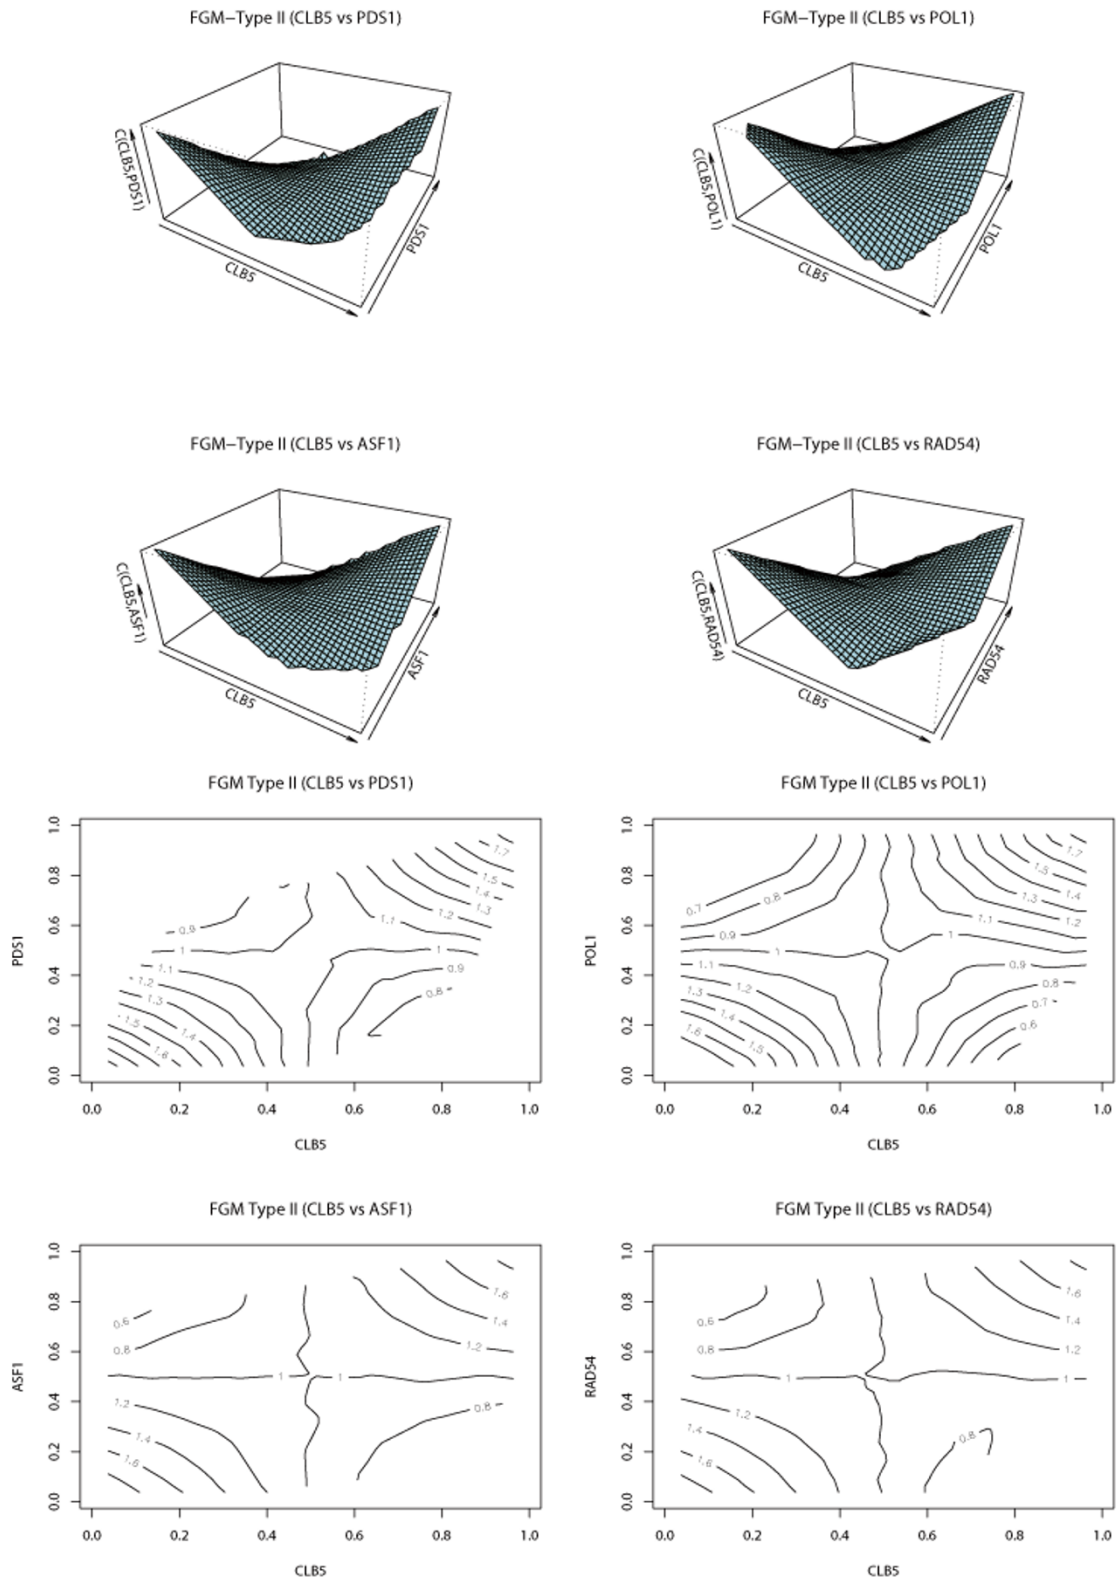 FGM−Type II (CLB5 vs PDS1)
FGM−Type II (CLB5 vs POL1)
C(CLB5,PDS1)
CLB5
PDS1
C(CLB5,POL1)
CLB5
POL1
FGM−Type II (CLB5 vs ASF1)
FGM−Type II (CLB5 vs RAD54)
C(CLB5,ASF1)
CLB5
ASF1
C(CLB5,RAD54)
CLB5
RAD54
FGM Type II (CLB5 vs PDS1)
PDS1
1.0
0.8
0.6
0.4
0.2
0.0
1.7
1.5
1.4
1.3
1.2
1.1
0.9
1
1
1.1
1.2
1.3
1.5
1.4
1.6
0.9
0.8
0.0 0.2 0.4 0.6 0.8 1.0
CLB5
FGM Type II (CLB5 vs POL1)
POL1
1.0
0.8
0.6
0.4
0.2
0.0
1.7
1.5
1.4
1.3
1.2
1.1
0.7
0.8
0.9
1
1
1.1
1.2
1.3
1.4
1.6
1.5
0.9
0.8
0.7
0.6
0.0 0.2 0.4 0.6 0.8 1.0
CLB5
FGM Type II (CLB5 vs ASF1)
ASF1
1.0
0.8
0.6
0.4
0.2
0.0
1.6
1.4
1.2
0.6
0.8
1
1
1.2
1.4
1.6
0.8
0.0 0.2 0.4 0.6 0.8 1.0
CLB5
FGM Type II (CLB5 vs RAD54)
RAD54
1.0
0.8
0.6
0.4
0.2
0.0
1.6
1.4
1.2
0.6
0.8
1
1
1.2
1.4
1.6
0.8
0.0 0.2 0.4 0.6 0.8 1.0
CLB5